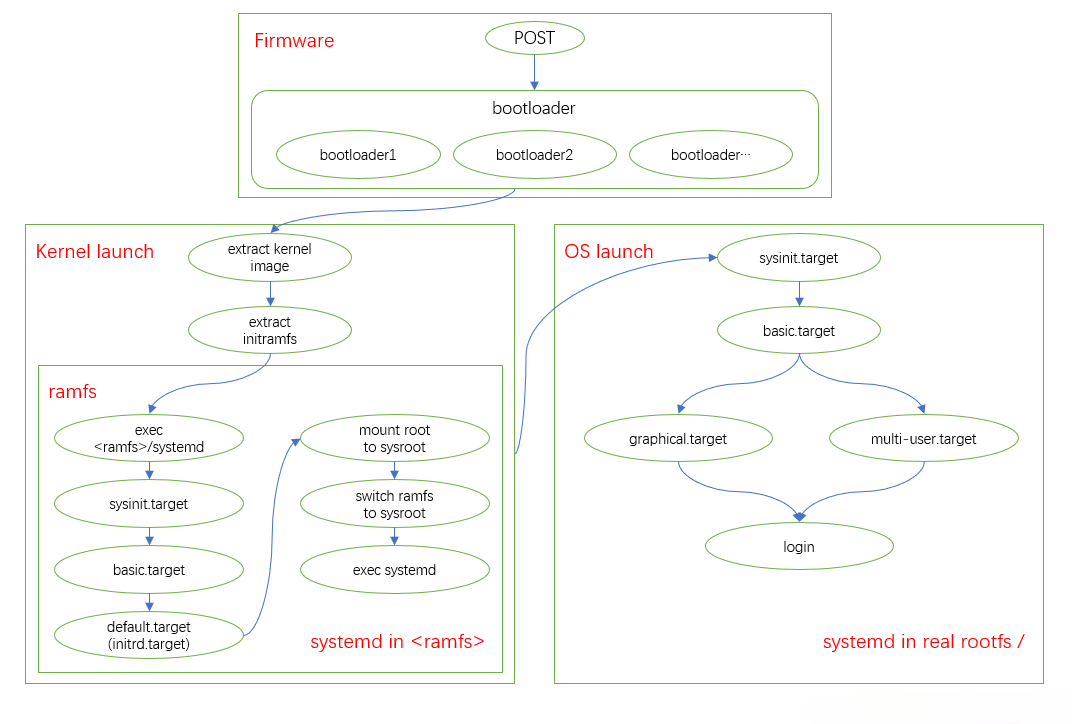 Firmware
POST
bootloader
bootloader1
bootloader2
bootloader···
Kernel launch
extract kernel
image
extract
initramfs
ramfs
exec
<ramfs>/systemd
sysinit.target
basic.target
default.target
(initrd.target)
mount root
to sysroot
switch ramfs
to sysroot
exec systemd
systemd in <ramfs>
OS launch
sysinit.target
basic.target
graphical.target
multi-user.target
login
systemd in real rootfs /